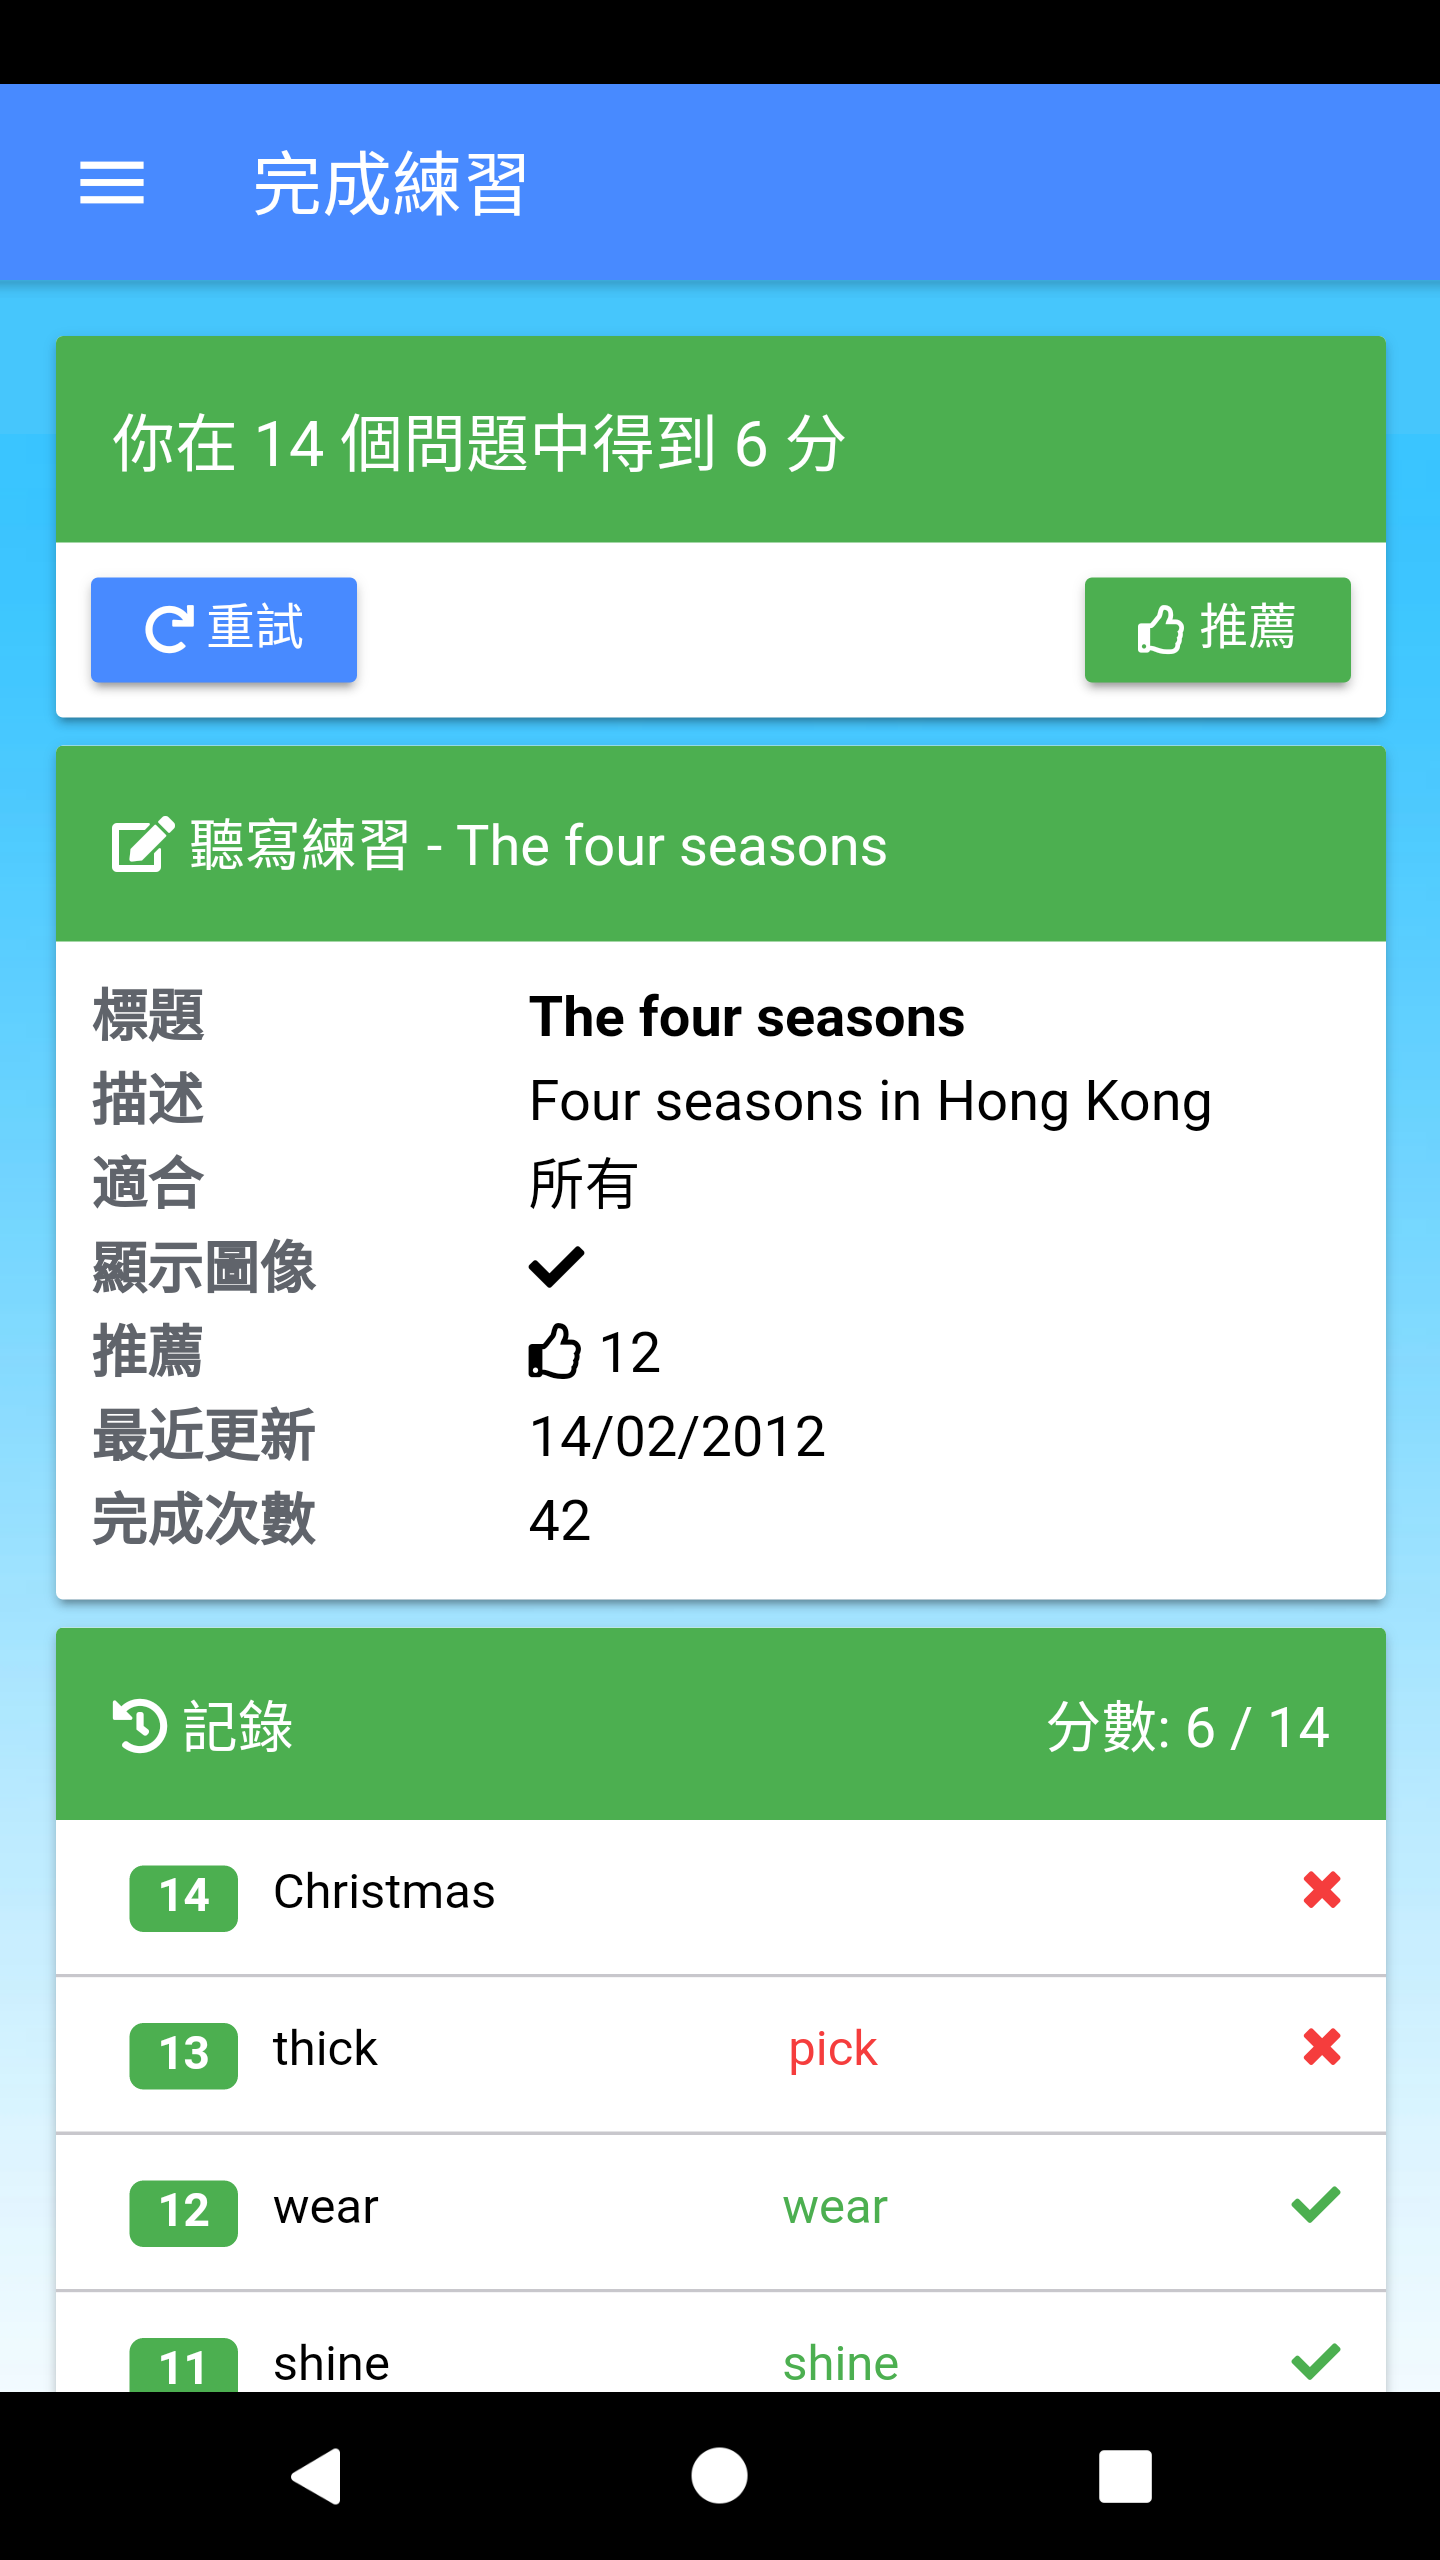 完成練習
你在 14 個問題中得到 6 分
重試
推薦
聽寫練習 - The four seasons
標題 The four seasons
描述 Four seasons in Hong Kong
適合 所有
顯示圖像
推薦 12
最近更新 14/02/2012
完成次數 42
記錄 分數: 6 / 14
14 Christmas
13 thick pick
12 wear wear
11 shine shine